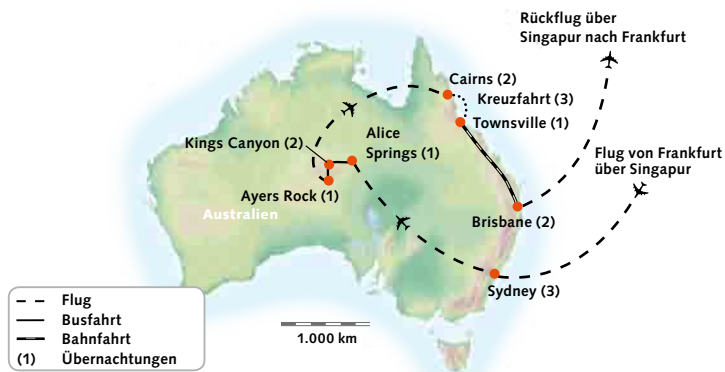 Rückflug über
Singapur nach Frankfurt
Cairns (2)
Kreuzfahrt (3)
Townsville (1)
Alice
Springs (1)
Kings Canyon (2)
Flug von Frankfurt
über Singapur
Ayers Rock (1)
Australien
Brisbane (2)
Sydney (3)
Flug
Busfahrt
Bahnfahrt
(1) Übernachtungen
1.000 km